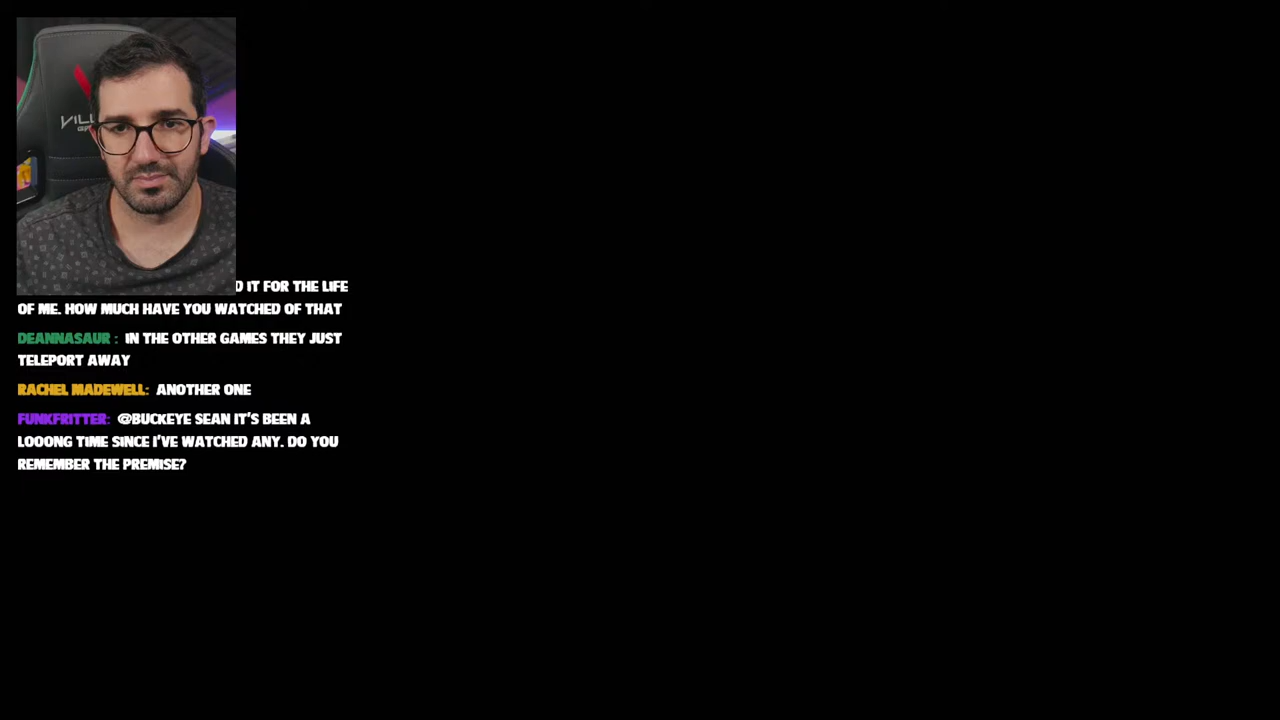 VILL
D IT FOR THE LIFE
OF ME. HOW MUCH HAVE YOU WATCHED OF THAT
DEANNASAUR : IN THE OTHER GAMES THEY JUST
TELEPORT AWAY
RACHEL MADEWELL: ANOTHER ONE
FUNKFRITTER: @BUCKEYE SEAN IT'S BEEN A
LOOONG TIME SINCE I'VE WATCHED ANY. DO YOU
REMEMBER THE PREMISE?